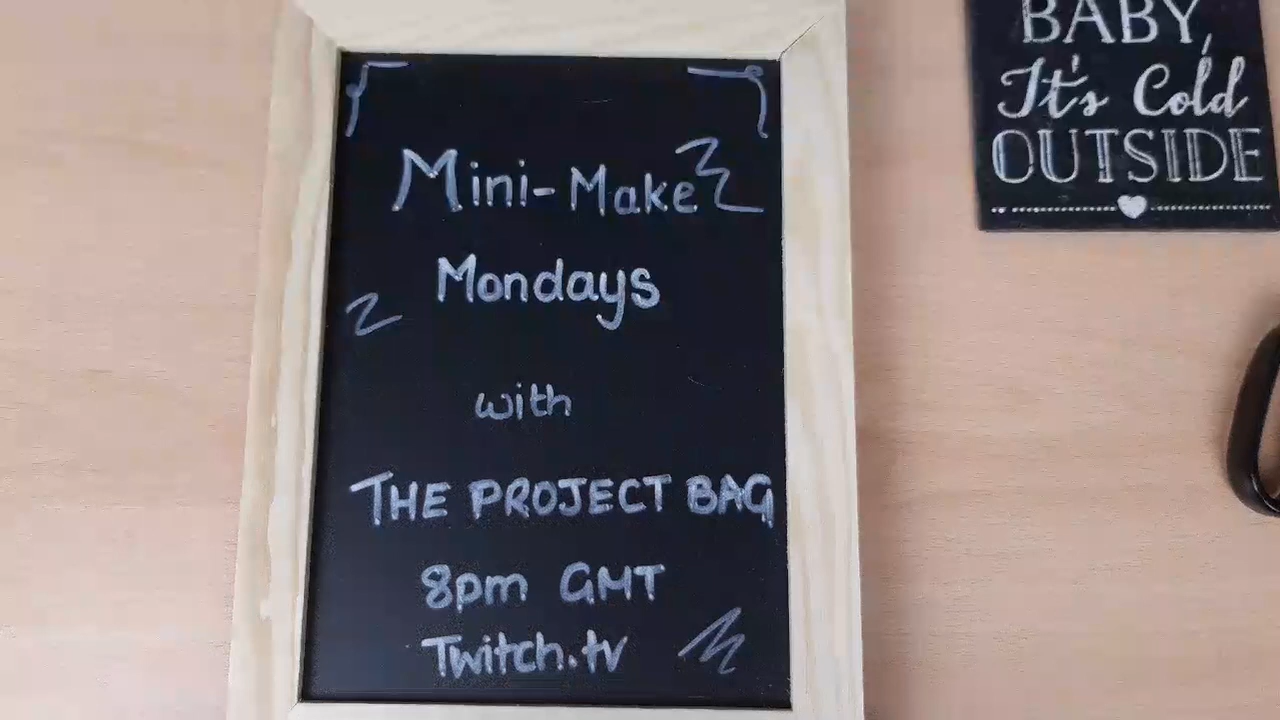 Mini-Make
Mondays
with
THE PROJECT BAG
8pm GMT
Twitch.tv
BABY,
It's Cold
OUTSIDE